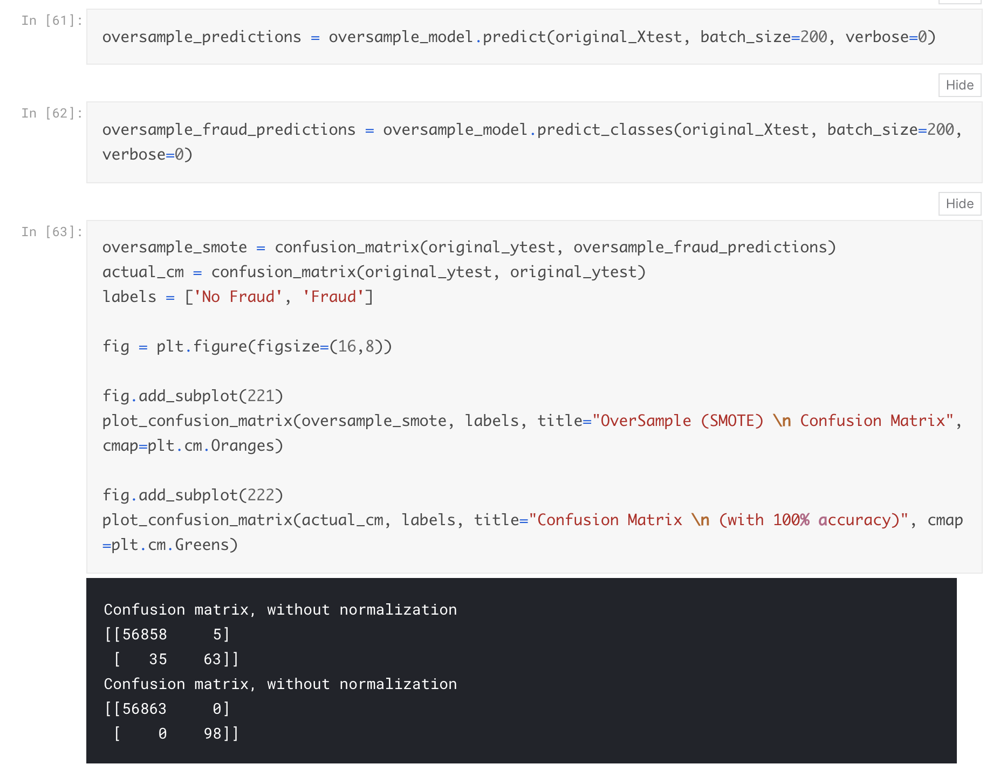 In [61]:
oversample_predictions = oversample_model.predict(original_Xtest, batch_size=200, verbose=0)
Hide
In [62]:
oversample_fraud_predictions = oversample_model.predict_classes(original_Xtest, batch_size=200,
verbose=0)
Hide
In [63]:
oversample_smote = confusion_matrix(original_ytest, oversample_fraud_predictions)
actual_cm = confusion_matrix(original_ytest, original_ytest)
labels = ['No Fraud', 'Fraud']
fig = plt.figure(figsize=(16,8))
fig.add_subplot(221)
plot_confusion_matrix(oversample_smote, labels, title="OverSample (SMOTE) \n Confusion Matrix",
cmap=plt.cm.Oranges)
fig.add_subplot(222)
plot_confusion_matrix(actual_cm, labels, title="Confusion Matrix \n (with 100% accuracy)", cmap
=plt.cm.Greens)
Confusion matrix, without normalization
[[56858     5]
 [   35    63]]
Confusion matrix, without normalization
[[56863     0]
 [    0    98]]